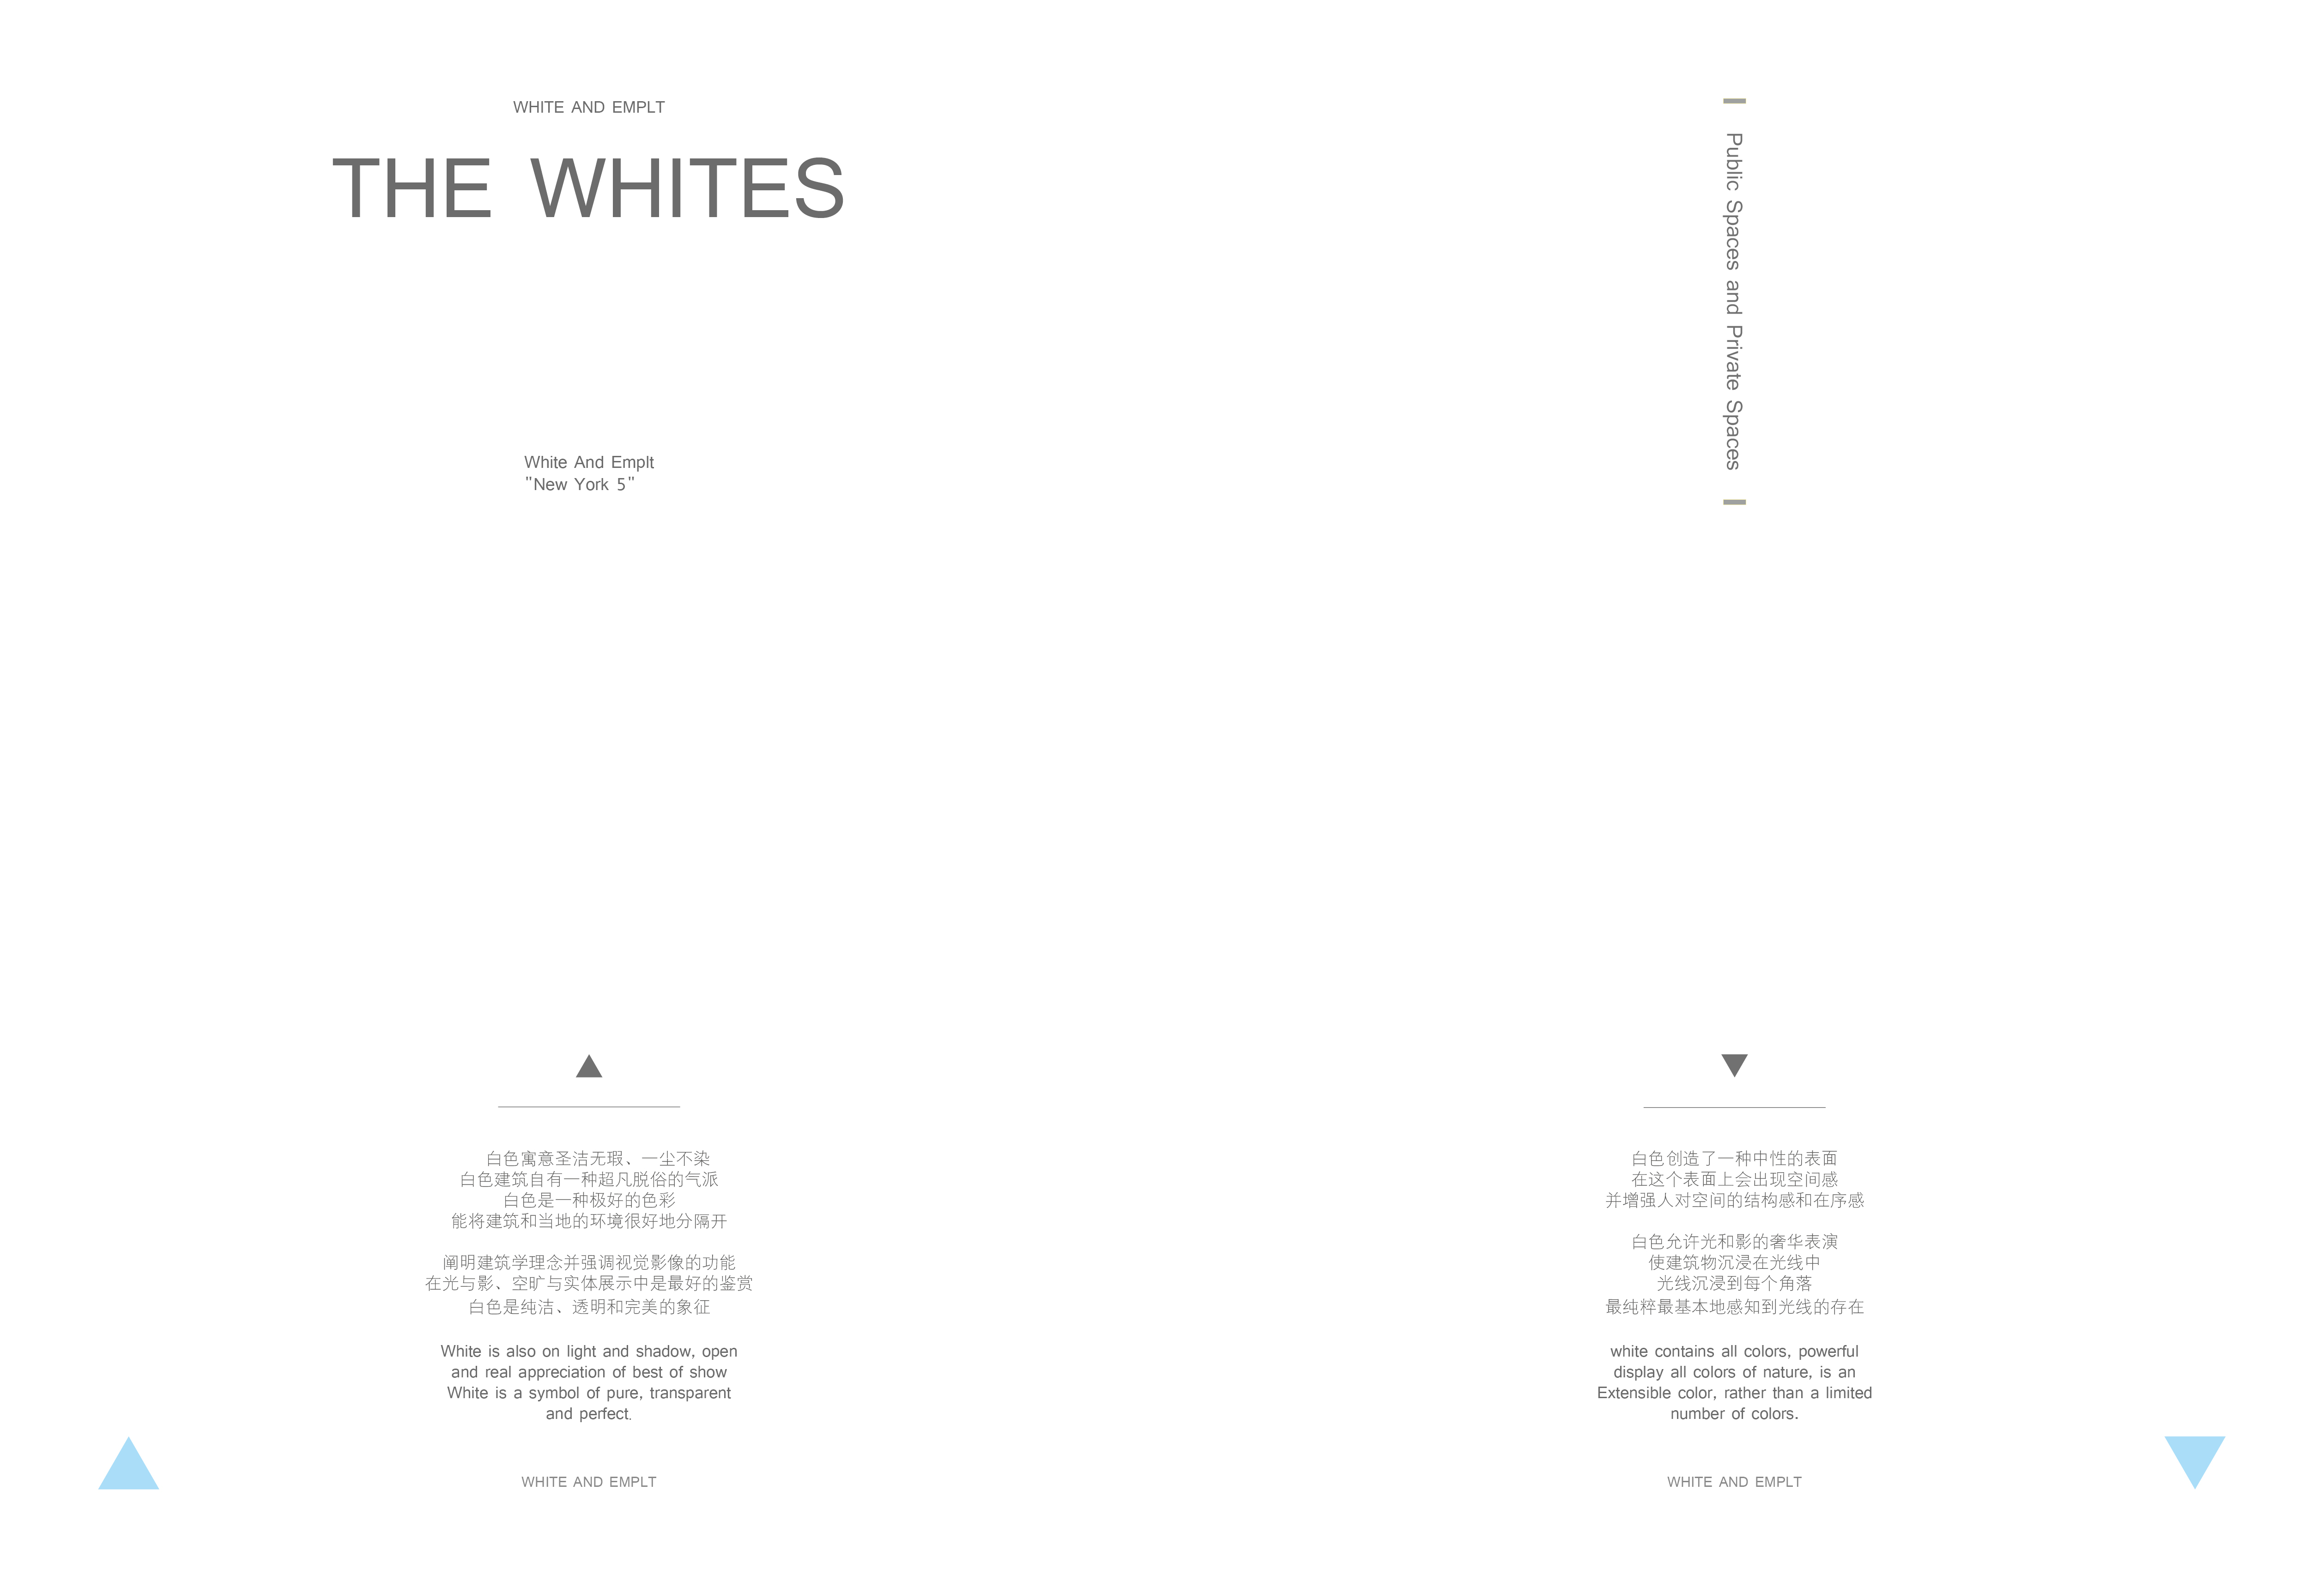 WHITE AND EMPLT
THE WHITES
White And Emplt
"New York 5"
白色寓意圣洁无瑕、一尘不染
白色建筑自有一种超凡脱俗的气派
白色是一种极好的色彩
能将建筑和当地的环境很好地分隔开
阐明建筑学理念并强调视觉影像的功能
在光与影、空旷与实体展示中是最好的鉴赏
白色是纯洁、透明和完美的象征
White is also on light and shadow, open
and real appreciation of best of show
White is a symbol of pure, transparent
and perfect.
WHITE AND EMPLT
Public Spaces and Private Spaces
白色创造了一种中性的表面
在这个表面上会出现空间感
并增强人对空间的结构感和在序感
白色允许光和影的奢华表演
使建筑物沉浸在光线中
光线沉浸到每个角落
最纯粹最基本地感知到光线的存在
white contains all colors, powerful
display all colors of nature, is an
Extensible color, rather than a limited
number of colors.
WHITE AND EMPLT